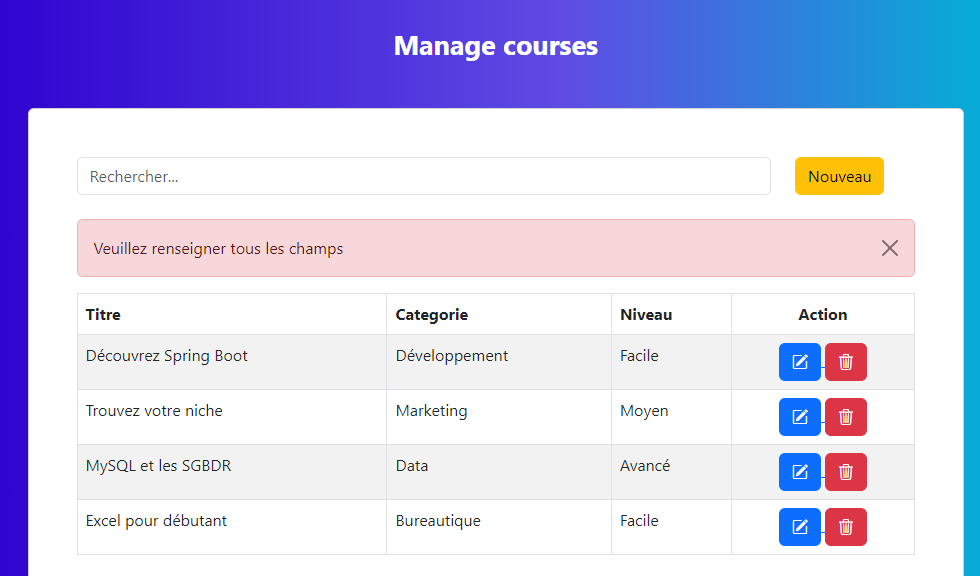 Manage courses
Rechercher...
Nouveau
Veuillez renseigner tous les champs
Titre Categorie Niveau Action
Découvrez Spring Boot Développement Facile
Trouvez votre niche Marketing Moyen
MySQL et les SGBDR Data Avancé
Excel pour débutant Bureautique Facile